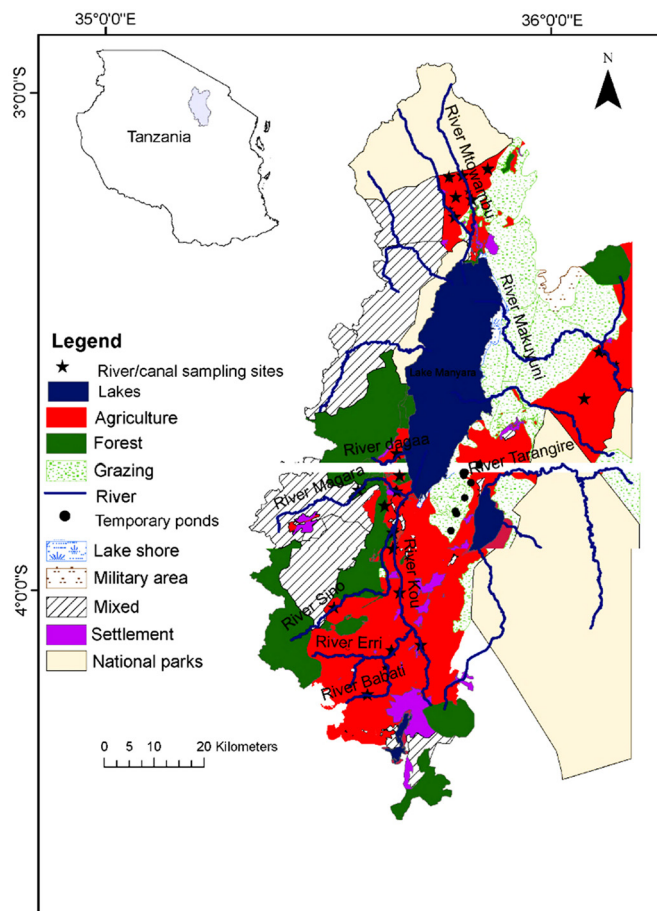 35°0'0"E
36°0'0"E
3°0'0"S
4°0'0"S
N
Tanzania
River Mtowambu
River Makuyuni
Lake Manyara
River dagaa
River Tarangire
River Magara
River Kou
River Sino
River Erri
River Babati
Legend
River/canal sampling sites
Lakes
Agriculture
Forest
Grazing
River
Temporary ponds
Lake shore
Military area
Mixed
Settlement
National parks
0 5 10 20 Kilometers